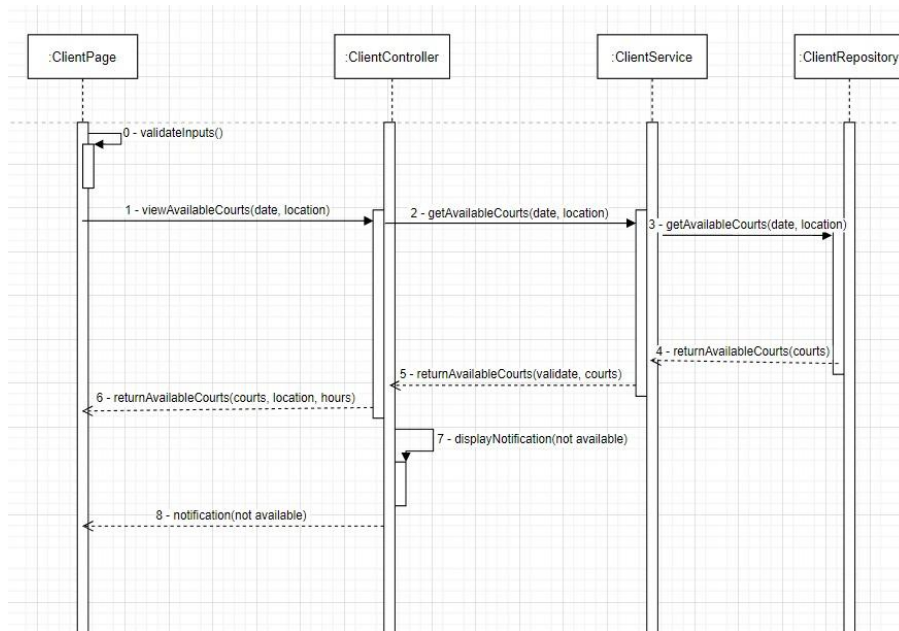 :ClientPage
:ClientController
:ClientService
:ClientRepository
0 - validateInputs()
1 - viewAvailableCourts(date, location)
2 - getAvailableCourts(date, location)
3 - getAvailableCourts(date, location)
4 - returnAvailableCourts(courts)
5 - returnAvailableCourts(validate, courts)
6 - returnAvailableCourts(courts, location, hours)
7 - displayNotification(not available)
8 - notification(not available)